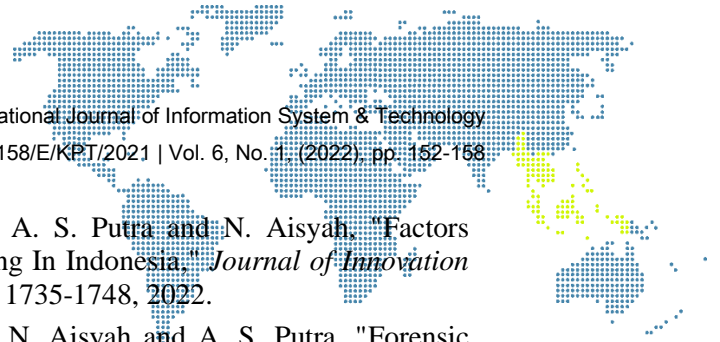 ational Journal of Information System & Technology
158/E/KPT/2021 | Vol. 6, No. 1, (2022), pp. 152-158
A. S. Putra and N. Aisyah, "Factors
ng In Indonesia," Journal of Innovation
1735-1748, 2022.
N. Aisyah and A. S. Putra, "Forensic